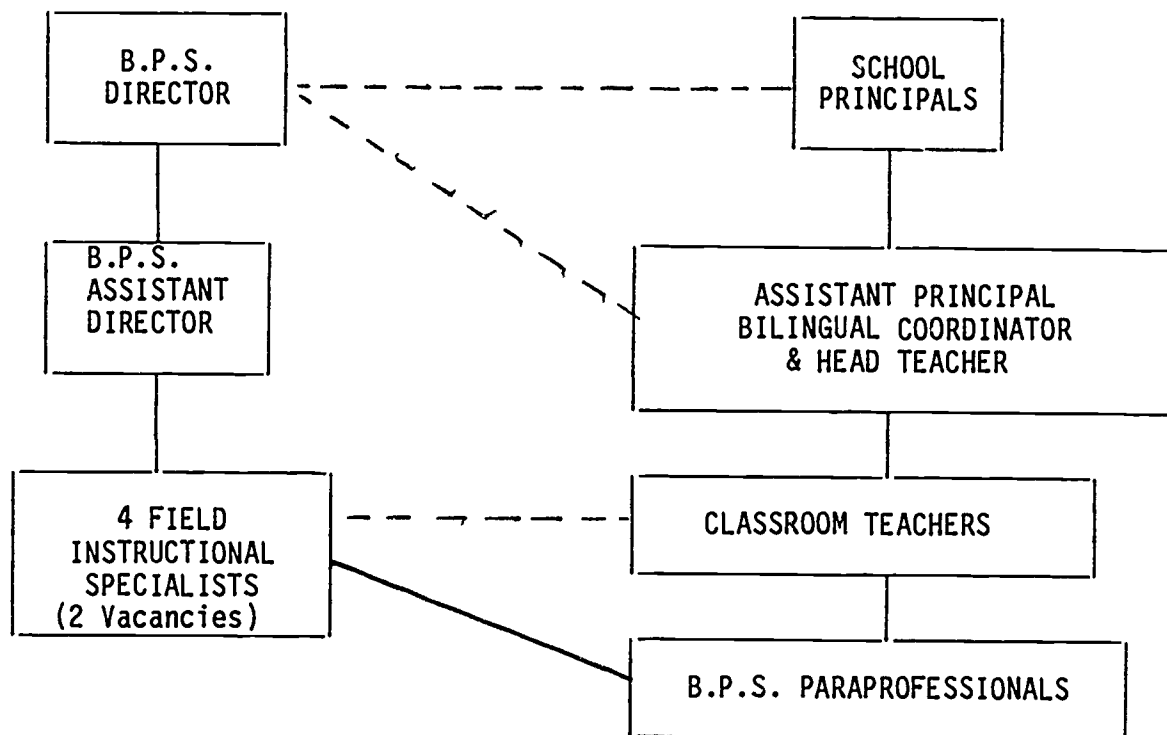 B.P.S.
DIRECTOR
SCHOOL
PRINCIPALS
B.P.S.
ASSISTANT
DIRECTOR
ASSISTANT PRINCIPAL
BILINGUAL COORDINATOR
& HEAD TEACHER
4 FIELD
INSTRUCTIONAL
SPECIALISTS
(2 Vacancies)
CLASSROOM TEACHERS
B.P.S. PARAPROFESSIONALS